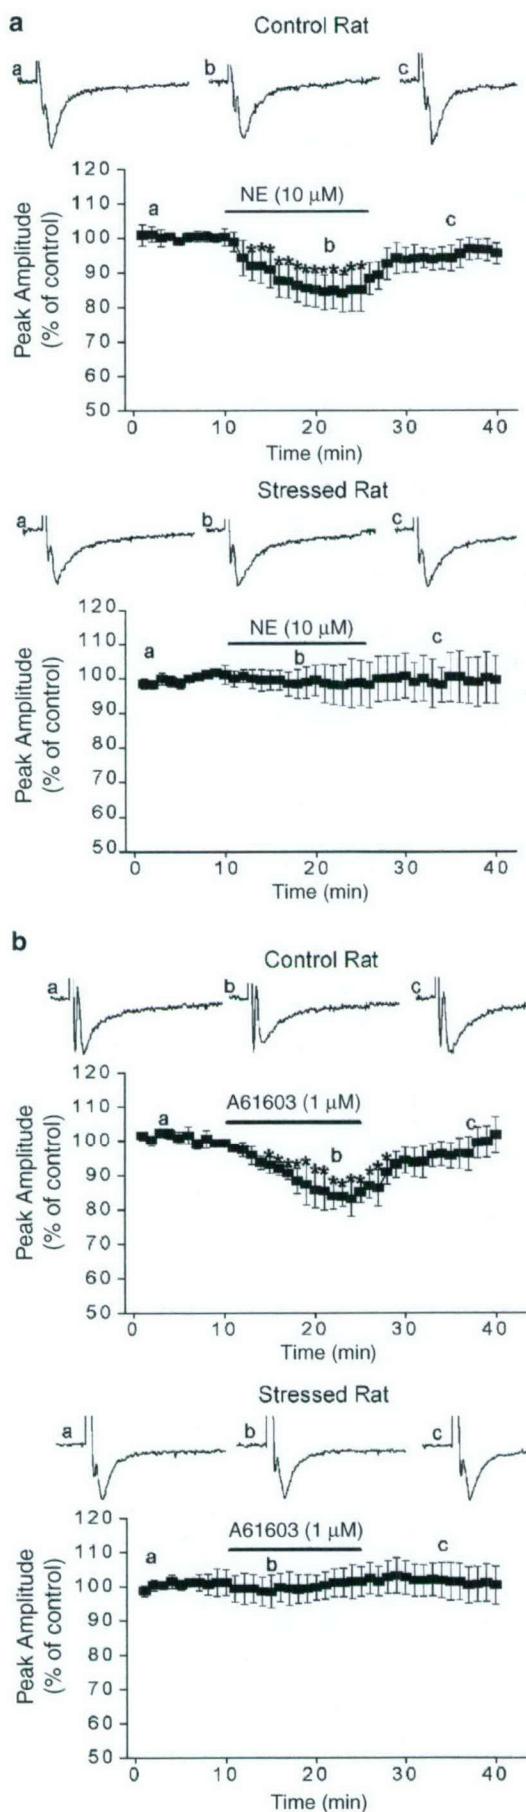 a
Control Rat
a b c
Peak Amplitude
(% of control)
120
110
100
90
80
70
60
50
a
NE (10 μM)
b
c
******************
0 10 20 30 40
Time (min)
Stressed Rat
a b c
Peak Amplitude
(% of control)
120
110
100
90
80
70
60
50
a
NE (10 μM)
b
c
0 10 20 30 40
Time (min)
b
Control Rat
a b c
Peak Amplitude
(% of control)
120
110
100
90
80
70
60
50
a
A61603 (1 μM)
b
c
0 10 20 30 40
Time (min)
Stressed Rat
a b c
Peak Amplitude
(% of control)
120
110
100
90
80
70
60
50
a
A61603 (1 μM)
b
c
0 10 20 30 40
Time (min)